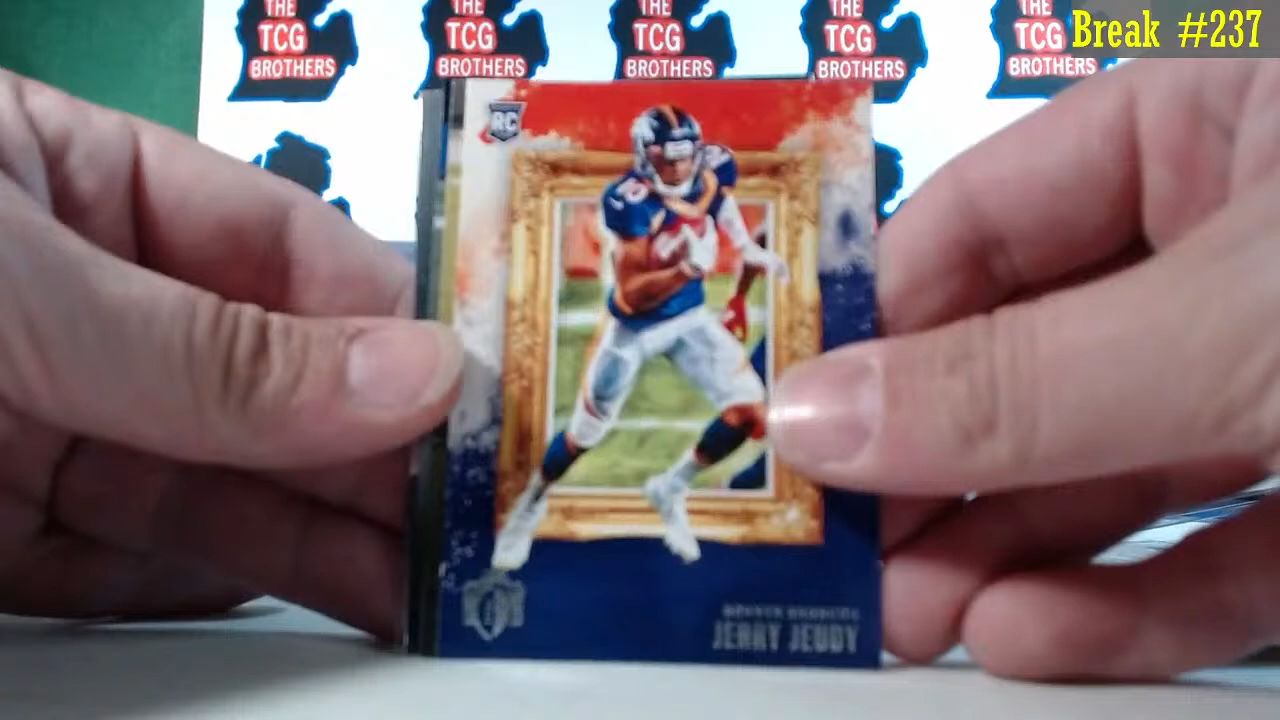 THE
TCG
BROTHERS
THE
TCG
BROTHERS
THE
TCG
BROTHERS
THE
TCG
BROTHERS
THE
TCG
BROTHERS
Break #237
RC
DENVER BRONCOS
JERRY JEUDY